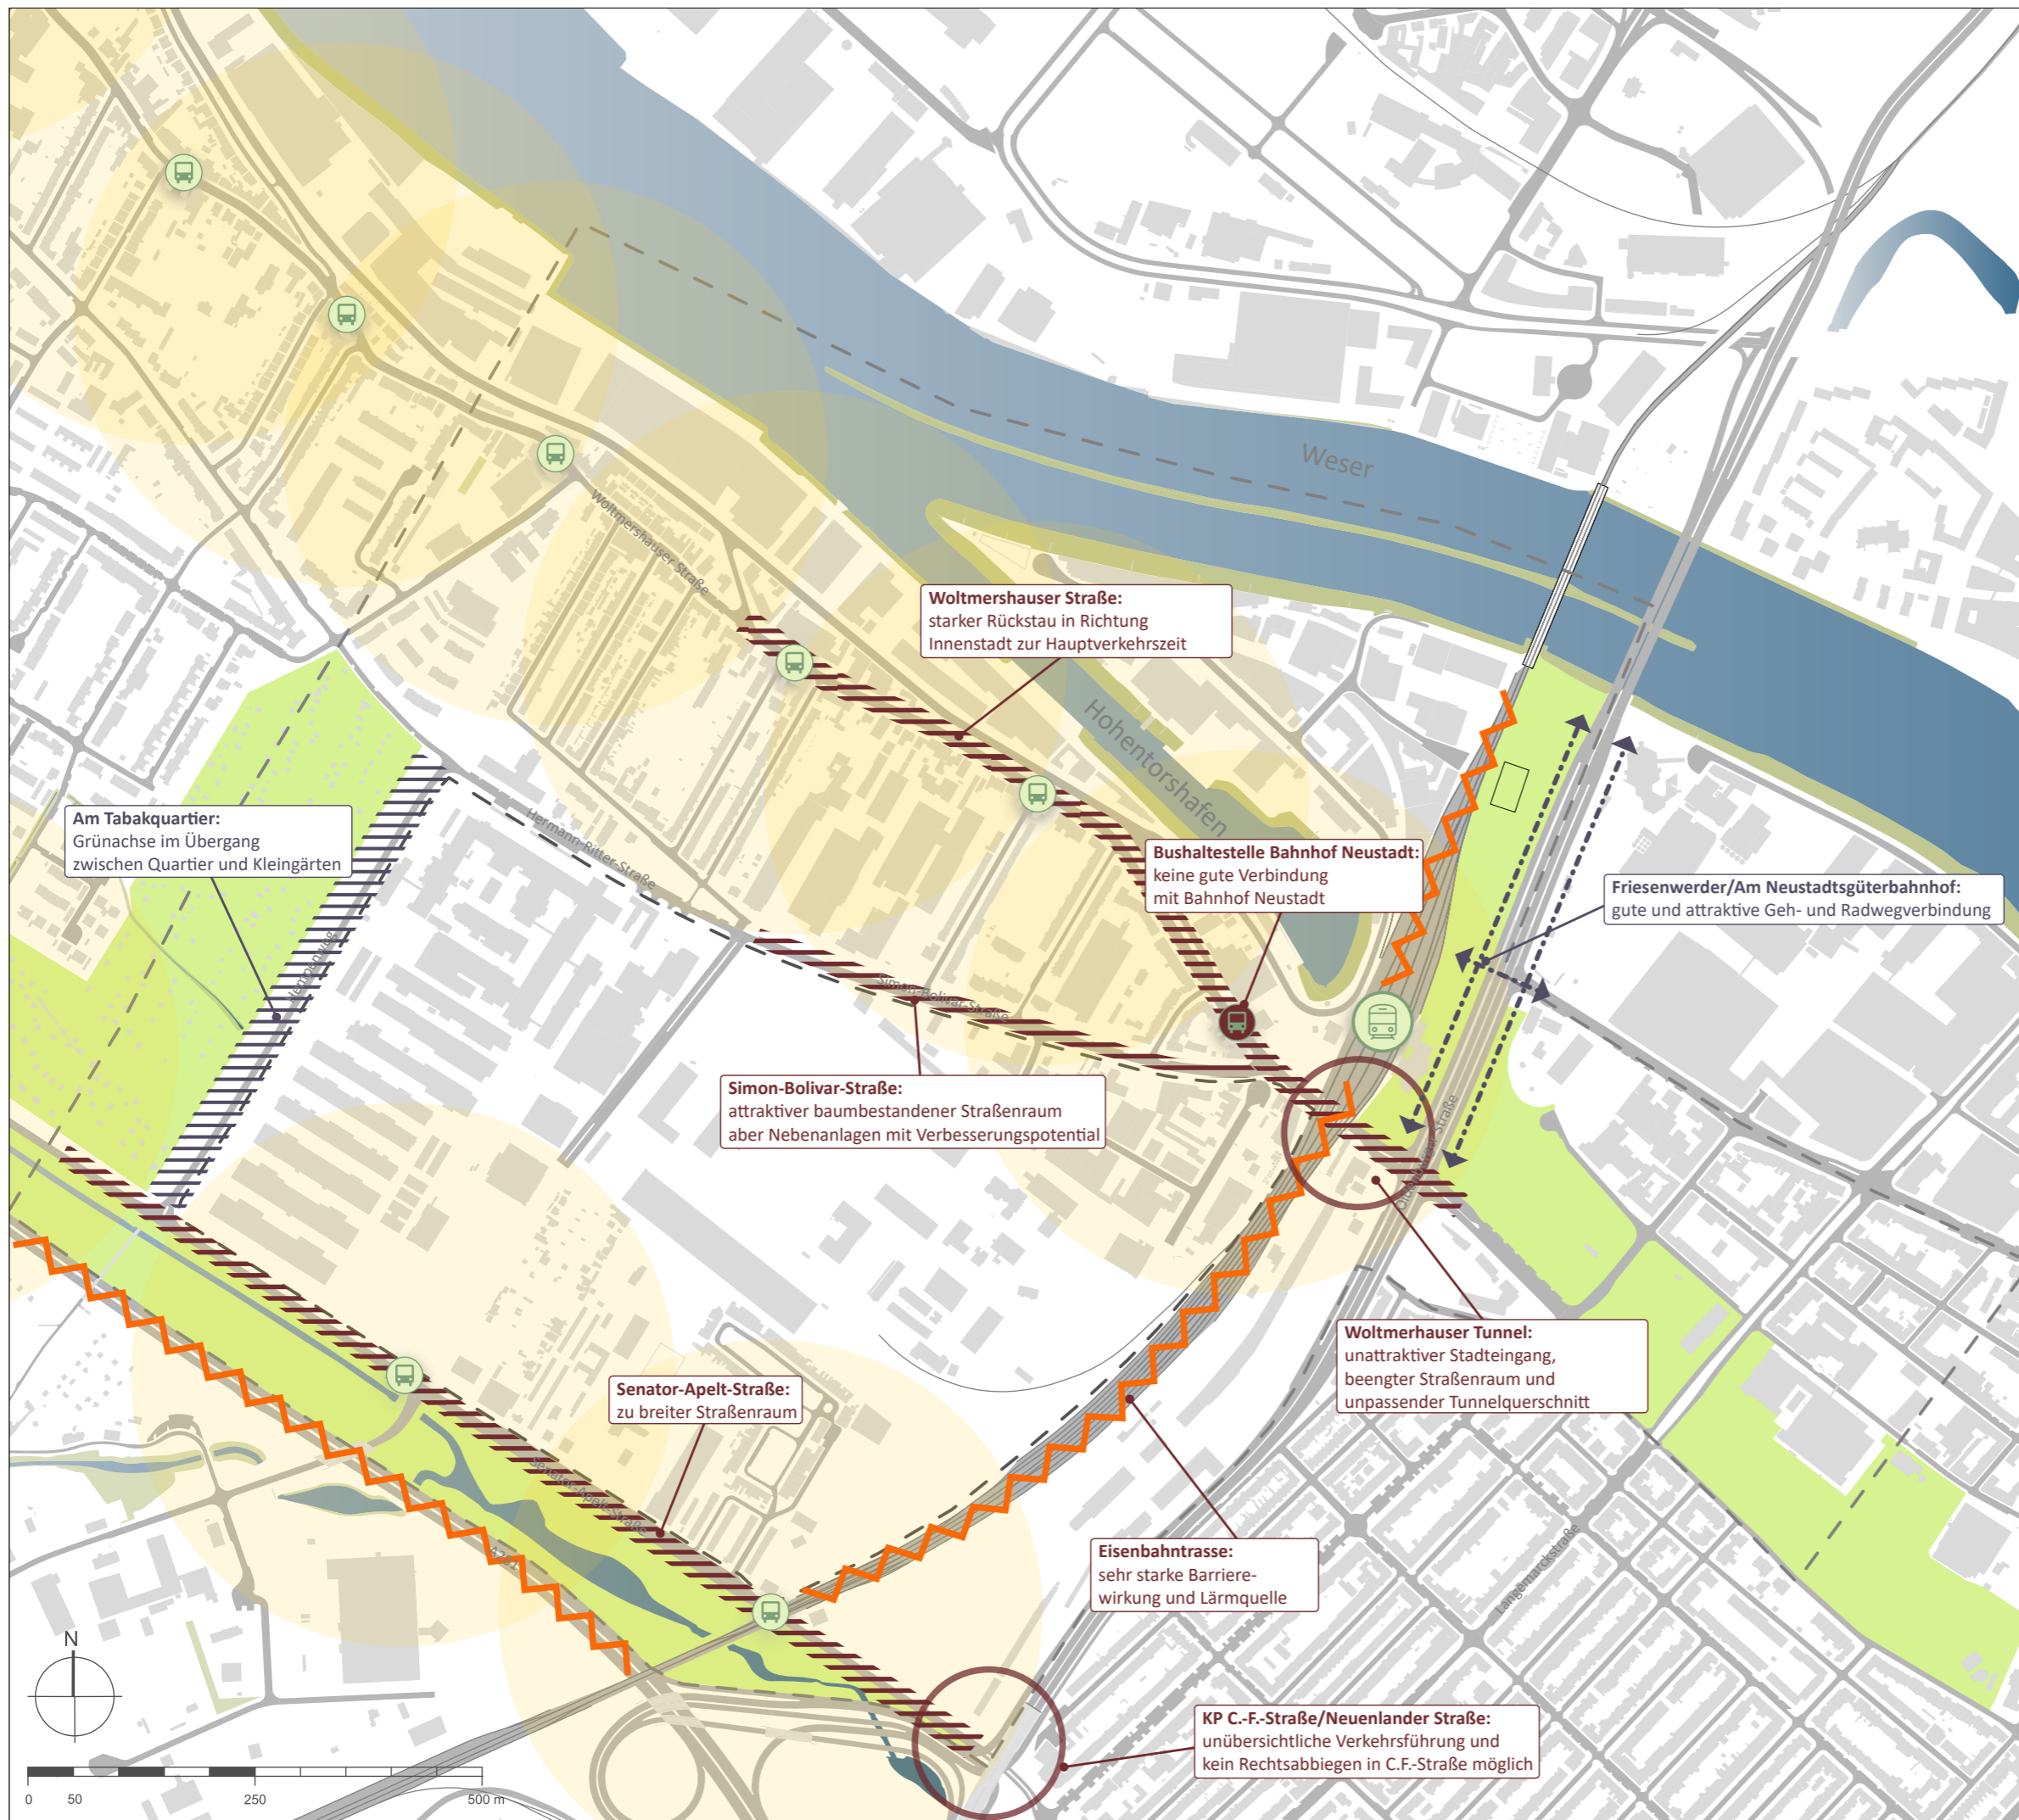 Weser
Woltmershauser Straße
Woltmershauser Straße:
starker Rückstau in Richtung
Innenstadt zur Hauptverkehrszeit
Hohentorshafen
Am Tabakquartier:
Grünachse im Übergang
zwischen Quartier und Kleingärten
Hermann-Ritter-Straße
Bushaltestelle Bahnhof Neustadt:
keine gute Verbindung
mit Bahnhof Neustadt
Friesenwerder/Am Neustadtsgüterbahnhof:
gute und attraktive Geh- und Radwegverbindung
Simon-Bolivar-Straße
Simon-Bolivar-Straße:
attraktiver baumbestandener Straßenraum
aber Nebenanlagen mit Verbesserungspotential
Oldenburger Straße
Woltmerhauser Tunnel:
unattraktiver Stadteingang,
beengter Straßenraum und
unpassender Tunnelquerschnitt
Senator-Apelt-Straße:
zu breiter Straßenraum
Senator-Apelt-Straße
A281
Eisenbahntrasse:
sehr starke Barriere-
wirkung und Lärmquelle
Langemarckstraße
N
KP C.-F.-Straße/Neuenlander Straße:
unübersichtliche Verkehrsführung und
kein Rechtsabbiegen in C.F.-Straße möglich
0 50 250 500 m